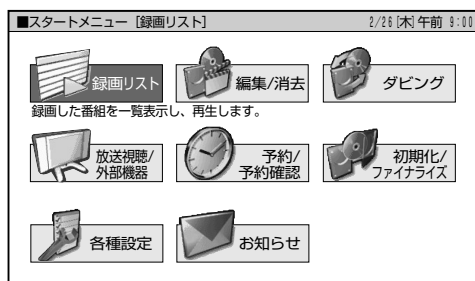 ■スタートメニュー［録画リスト］
2/26[木]午前 9:00
録画リスト
編集/消去
ダビング
録画した番組を一覧表示し、再生します。
放送視聴/
外部機器
予約/
予約確認
初期化/
ファイナライズ
各種設定
お知らせ